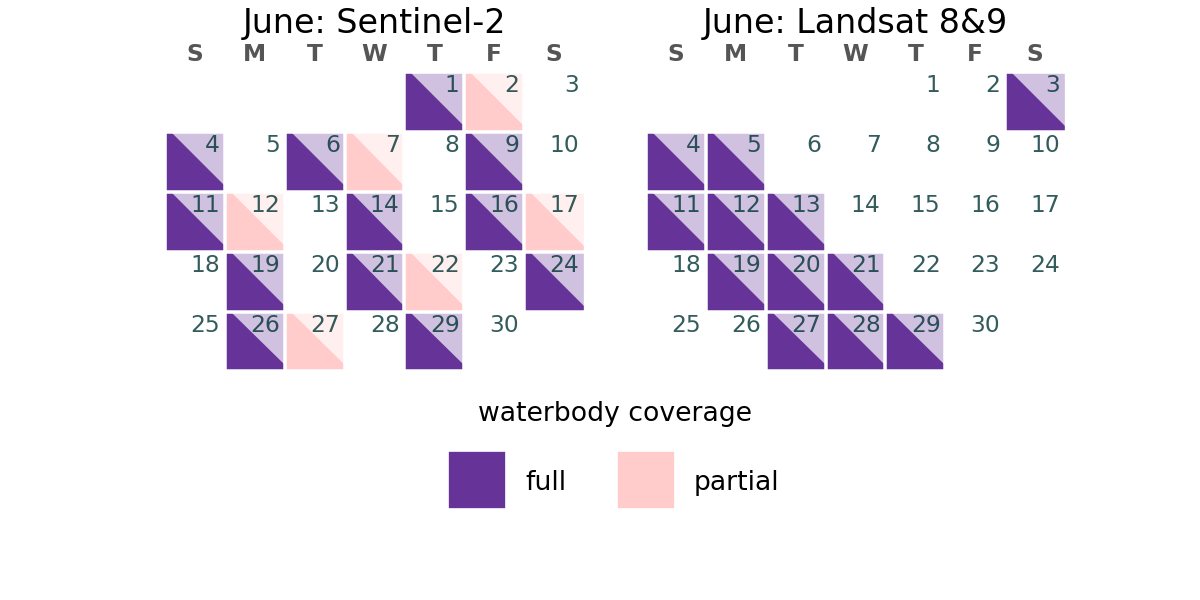 June: Sentinel-2
S M T W T F S
1 2 3
4 5 6 7 8 9 10
11 12 13 14 15 16 17
18 19 20 21 22 23 24
25 26 27 28 29 30
June: Landsat 8&9
S M T W T F S
1 2 3
4 5 6 7 8 9 10
11 12 13 14 15 16 17
18 19 20 21 22 23 24
25 26 27 28 29 30
waterbody coverage
full partial